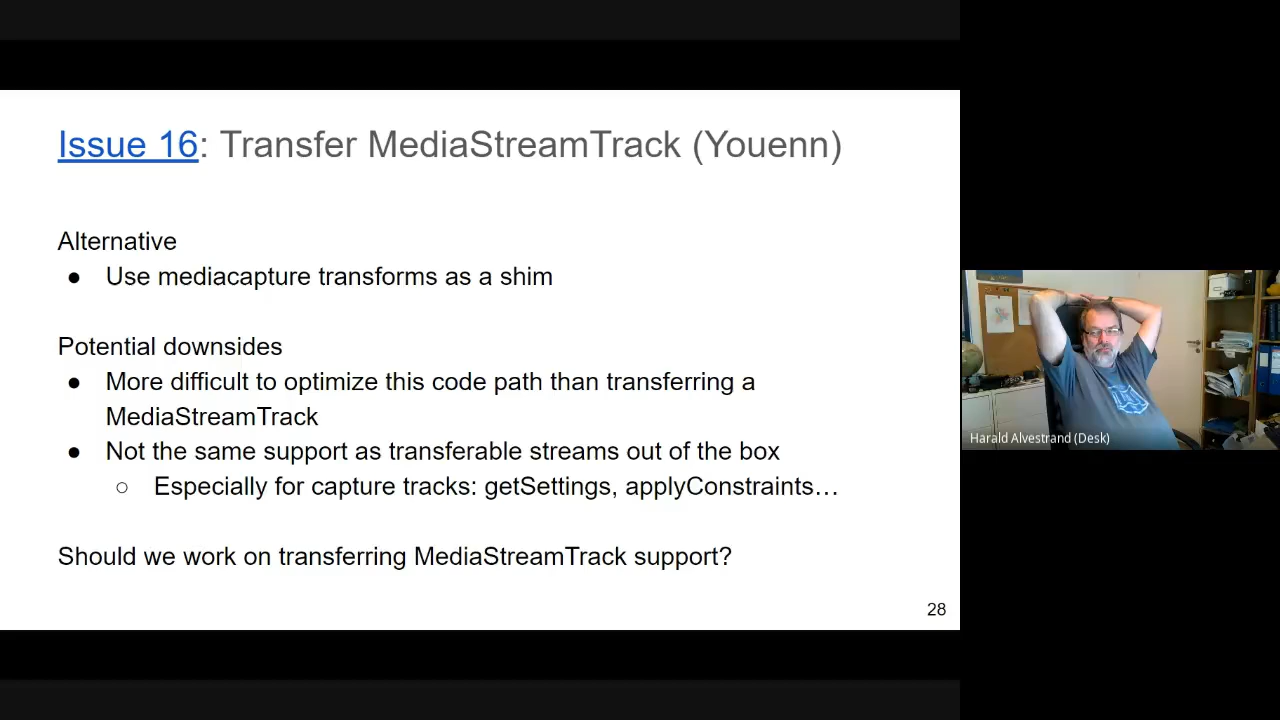 Issue 16: Transfer MediaStreamTrack (Youenn)
Alternative
● Use mediacapture transforms as a shim
Potential downsides
● More difficult to optimize this code path than transferring a
MediaStreamTrack
● Not the same support as transferable streams out of the box
○ Especially for capture tracks: getSettings, applyConstraints…
Should we work on transferring MediaStreamTrack support?
28
Harald Alvestrand (Desk)